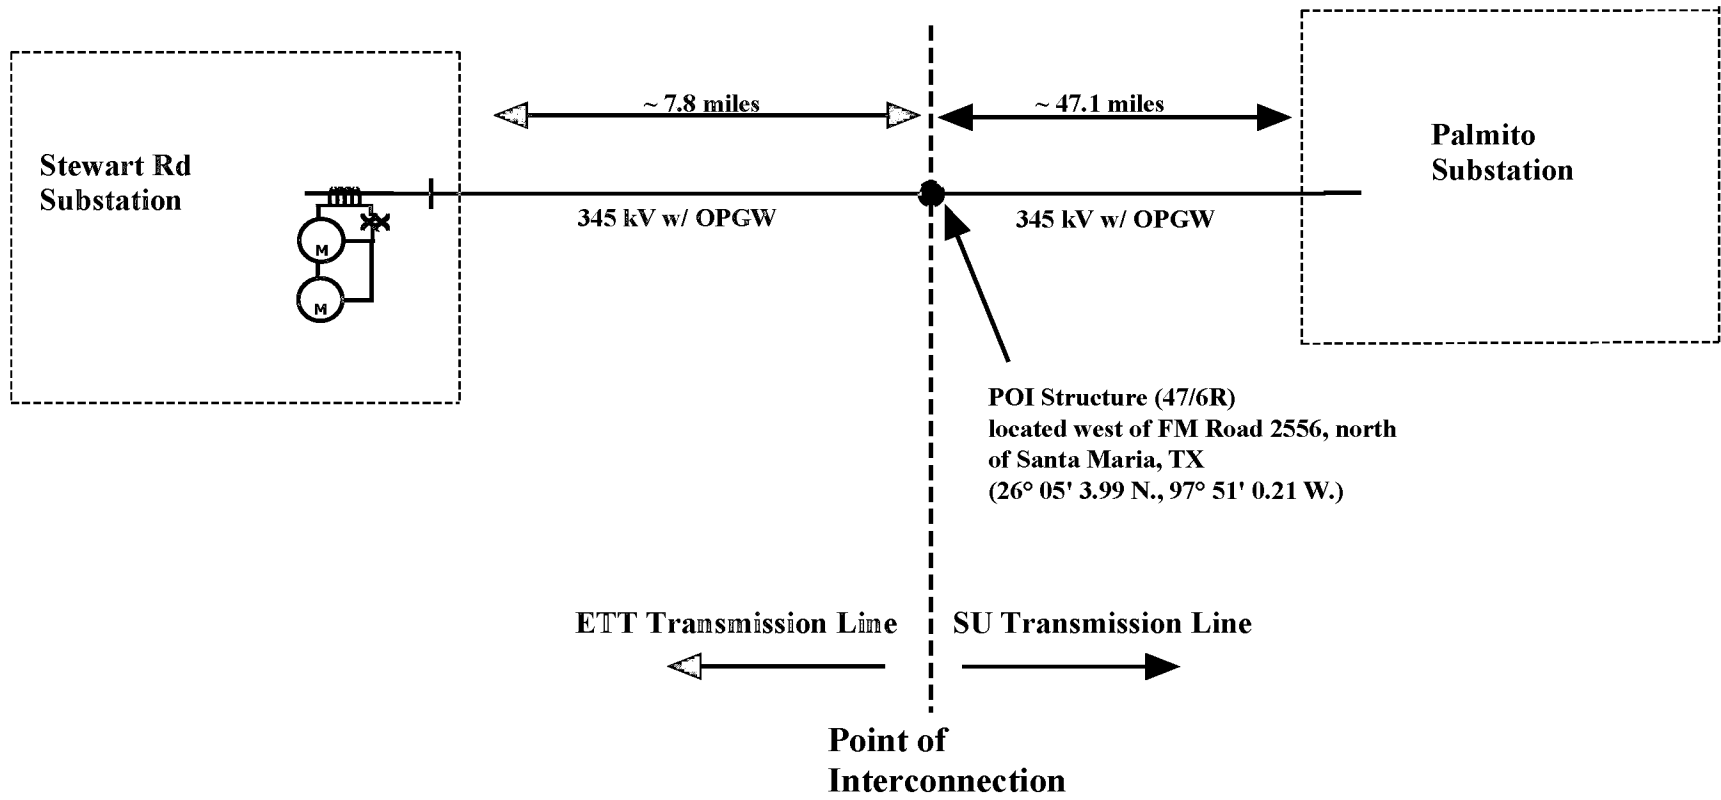 ~ 7.8 miles
~ 47.1 miles
Stewart Rd
Substation
Palmito
Substation
345 kV w/ OPGW
345 kV w/ OPGW
M
M
POI Structure (47/6R)
located west of FM Road 2556, north
of Santa Maria, TX
(26° 05' 3.99 N., 97° 51' 0.21 W.)
ETT Transmission Line
SU Transmission Line
Point of
Interconnection